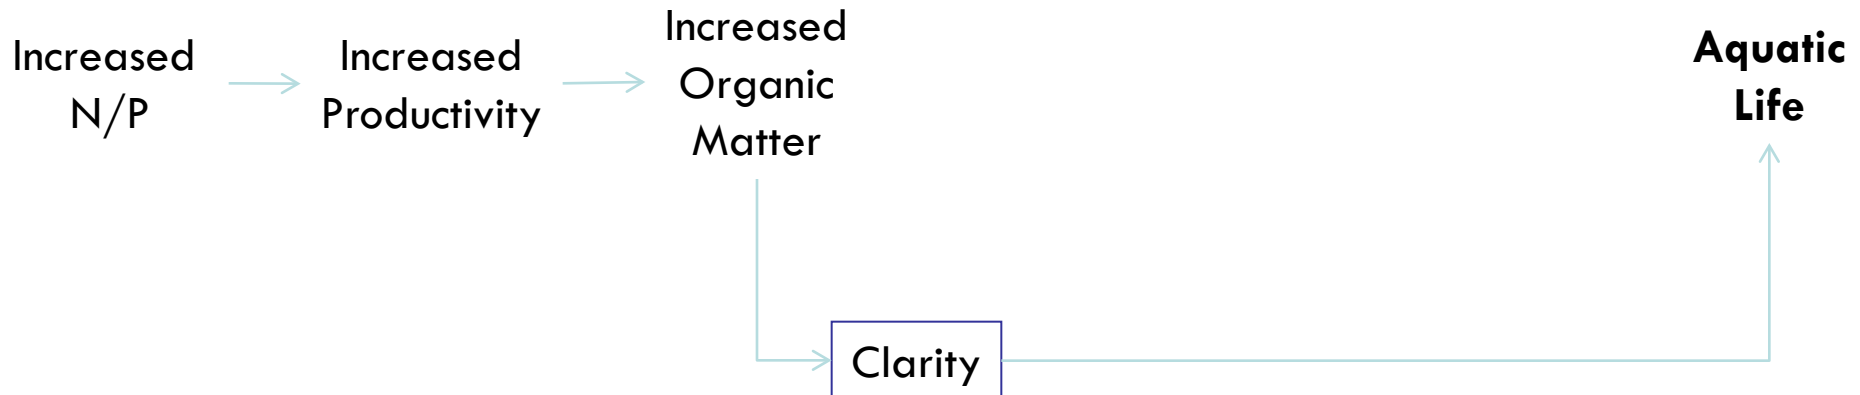 Increased
N/P
Increased
Productivity
Increased
Organic
Matter
Aquatic
Life
Clarity